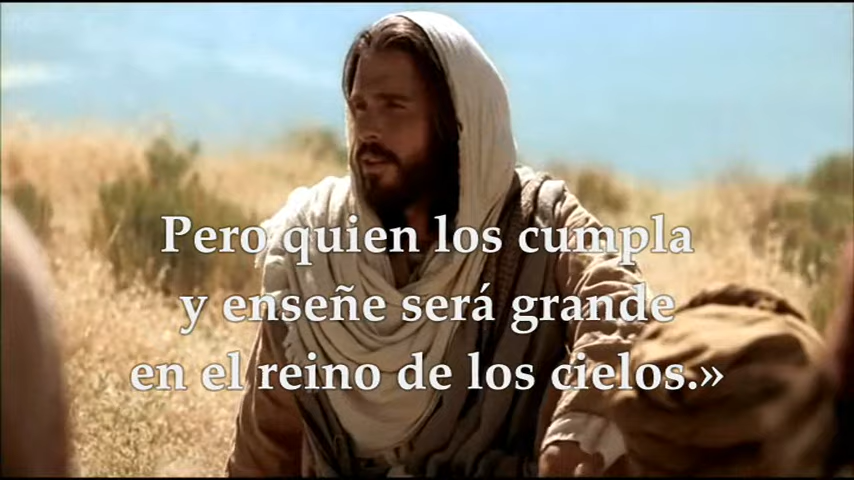 Pero quien los cumpla
y enseñe será grande
en el reino de los cielos.»